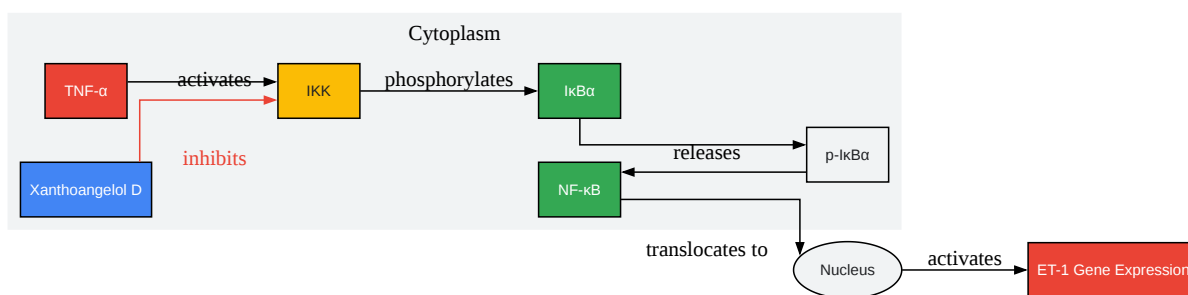 Cytoplasm
TNF-α
activates
IKK
phosphorylates
IκBα
inhibits
releases
p-IκBα
Xanthoangelol D
NF-κB
translocates to
Nucleus
activates
ET-1 Gene Expression